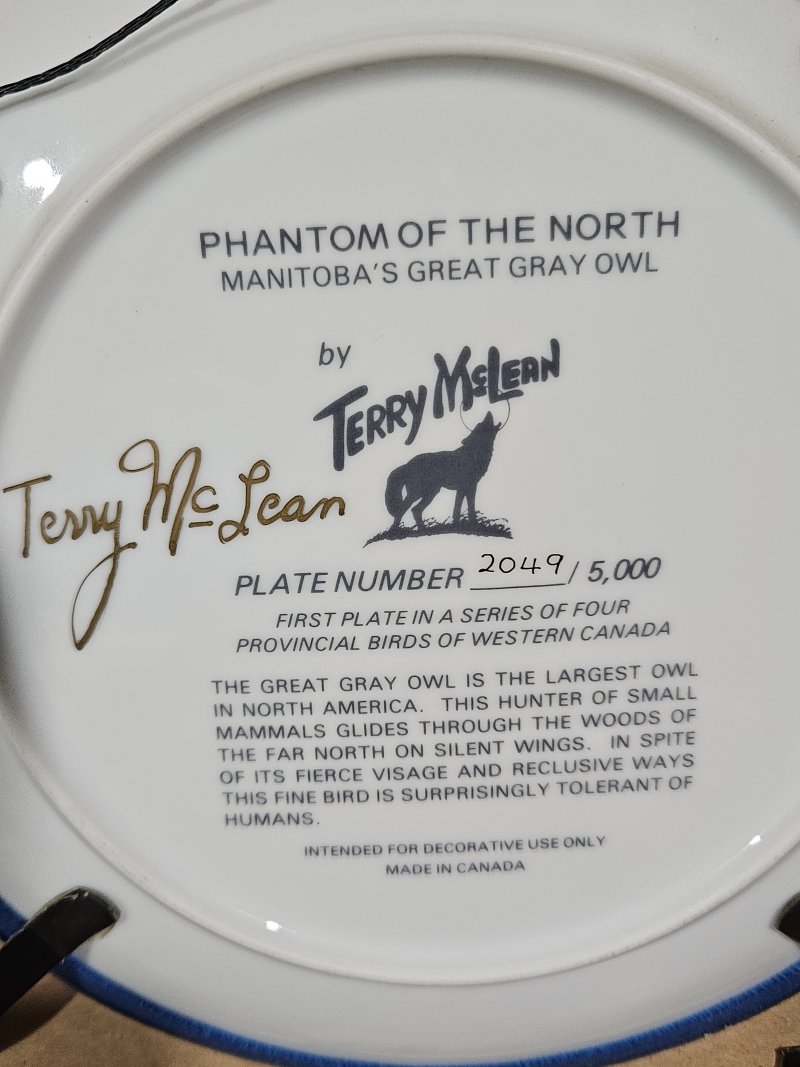 PHANTOM OF THE NORTH
MANITOBA'S GREAT GRAY OWL
by
TERRY McLEAN
Terry McLean
PLATE NUMBER 2049 / 5,000
FIRST PLATE IN A SERIES OF FOUR
PROVINCIAL BIRDS OF WESTERN CANADA
THE GREAT GRAY OWL IS THE LARGEST OWL
IN NORTH AMERICA. THIS HUNTER OF SMALL
MAMMALS GLIDES THROUGH THE WOODS OF
THE FAR NORTH ON SILENT WINGS. IN SPITE
OF ITS FIERCE VISAGE AND RECLUSIVE WAYS
THIS FINE BIRD IS SURPRISINGLY TOLERANT OF
HUMANS.
INTENDED FOR DECORATIVE USE ONLY
MADE IN CANADA